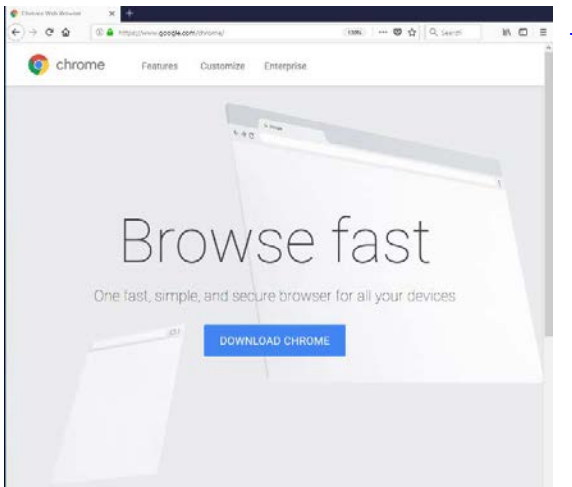 Chrome Web Browser
https://www.google.com/chrome/
Search
chrome
Features Customize Enterprise
Browse fast
One fast, simple, and secure browser for all your devices
DOWNLOAD CHROME